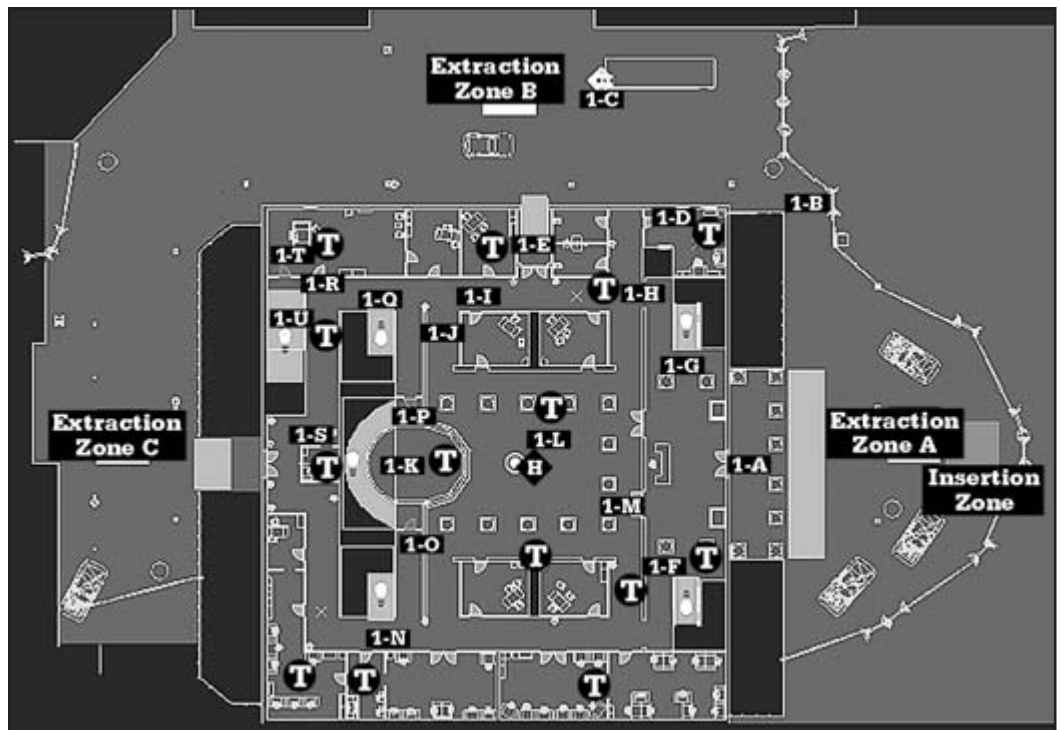 Extraction
Zone B
1-C
1-B
1-D
T
T
T
1-E
1-T
T
1-R
1-Q
1-I
1-H
1-U
T
1-J
1-G
1-P
T
Extraction
Zone C
Extraction
Zone A
1-S
1-L
T
1-K
T
H
1-A
Insertion
Zone
1-M
1-O
T
T
1-F
T
1-N
T
T
T